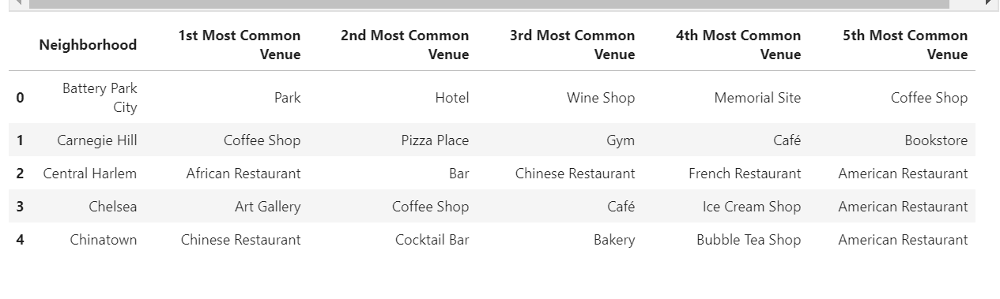 Neighborhood 1st Most Common Venue 2nd Most Common Venue 3rd Most Common Venue 4th Most Common Venue 5th Most Common Venue
0 Battery Park City Park Hotel Wine Shop Memorial Site Coffee Shop
1 Carnegie Hill Coffee Shop Pizza Place Gym Café Bookstore
2 Central Harlem African Restaurant Bar Chinese Restaurant French Restaurant American Restaurant
3 Chelsea Art Gallery Coffee Shop Café Ice Cream Shop American Restaurant
4 Chinatown Chinese Restaurant Cocktail Bar Bakery Bubble Tea Shop American Restaurant